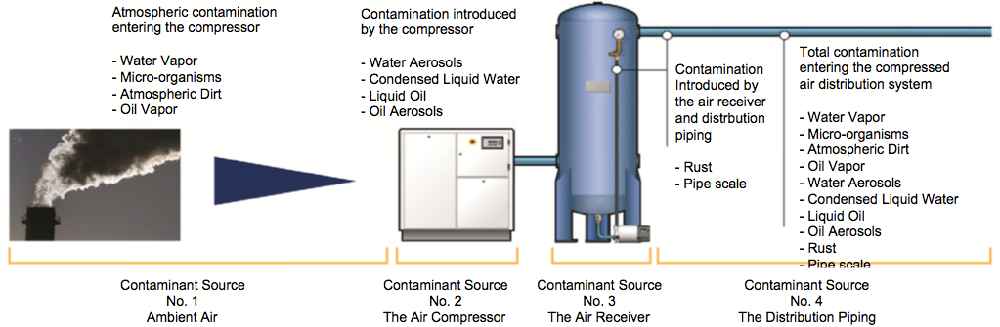 Atmospheric contamination
entering the compressor
- Water Vapor
- Micro-organisms
- Atmospheric Dirt
- Oil Vapor
Contamination introduced
by the compressor
- Water Aerosols
- Condensed Liquid Water
- Liquid Oil
- Oil Aerosols
Contamination
Introduced by
the air receiver
and distrbution
piping
- Rust
- Pipe scale
Total contamination
entering the compressed
air distribution system
- Water Vapor
- Micro-organisms
- Atmospheric Dirt
- Oil Vapor
- Water Aerosols
- Condensed Liquid Water
- Liquid Oil
- Oil Aerosols
- Rust
- Pipe scale
Contaminant Source
No. 1
Ambient Air
Contaminant Source
No. 2
The Air Compressor
Contaminant Source
No. 3
The Air Receiver
Contaminant Source
No. 4
The Distribution Piping